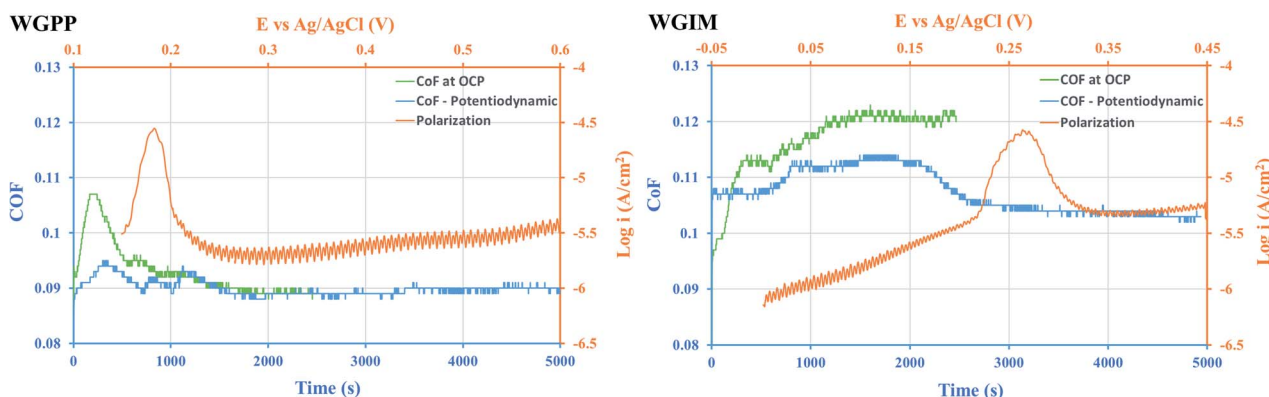 WGPP
E vs Ag/AgCl (V)
0.1 0.2 0.3 0.4 0.5 0.6
0.13 -4
CoF at OCP
CoF - Potentiodynamic
Polarization
0.12 -4.5
0.11 -5
0.1 -5.5
0.09 -6
0.08 -6.5
COF
Log i (A/cm²)
0 1000 2000 3000 4000 5000
Time (s)
WGIM
E vs Ag/AgCl (V)
-0.05 0.05 0.15 0.25 0.35 0.45
0.13 -4
COF at OCP
COF - Potentiodynamic
Polarization
0.12 -4.5
0.11 -5
0.1 -5.5
0.09 -6
0.08 -6.5
CoF
Log i (A/cm²)
0 1000 2000 3000 4000 5000
Time (s)